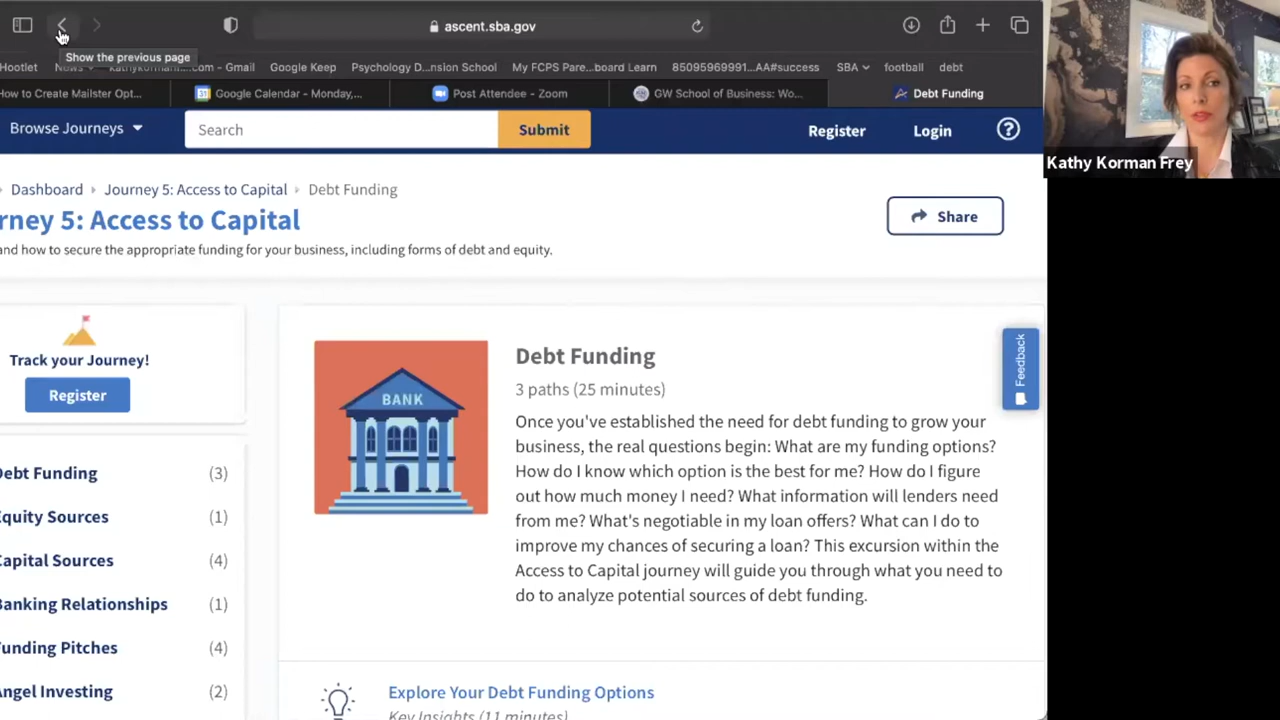 ascent.sba.gov
Show the previous page
Hootlet
Gmail
Google Keep
Psychology D...nsion School
My FCPS Pare...board Learn
85095969991...AA#success
SBA
football
debt
How to Create Mailster Opt...
Google Calendar - Monday,...
Post Attendee - Zoom
GW School of Business: Wo...
Debt Funding
Kathy Korman Frey
Browse Journeys
Search
Submit
Register
Login
?
Dashboard
Journey 5: Access to Capital
Debt Funding
rney 5: Access to Capital
Share
and how to secure the appropriate funding for your business, including forms of debt and equity.
Track your Journey!
Register
Debt Funding (3)
Equity Sources (1)
Capital Sources (4)
Banking Relationships (1)
Funding Pitches (4)
Angel Investing (2)
BANK
Debt Funding
3 paths (25 minutes)
Once you've established the need for debt funding to grow your
business, the real questions begin: What are my funding options?
How do I know which option is the best for me? How do I figure
out how much money I need? What information will lenders need
from me? What's negotiable in my loan offers? What can I do to
improve my chances of securing a loan? This excursion within the
Access to Capital journey will guide you through what you need to
do to analyze potential sources of debt funding.
Feedback
Explore Your Debt Funding Options
Key Insights (11 minutes)